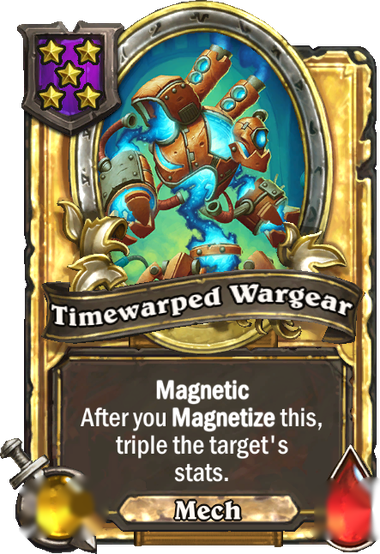 Timewarped Wargear
Magnetic
After you Magnetize this,
triple the target's
stats.
Mech